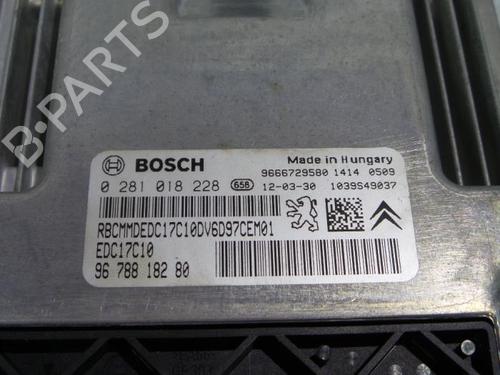 BOSCH
Made in Hungary
9666729580 1414 0509
0 281 018 228 658 12-03-30 1039S49037
RBCMMDEDC17C10DV6D97CEM01
EDC17C10
96 788 182 80
B-PARTS